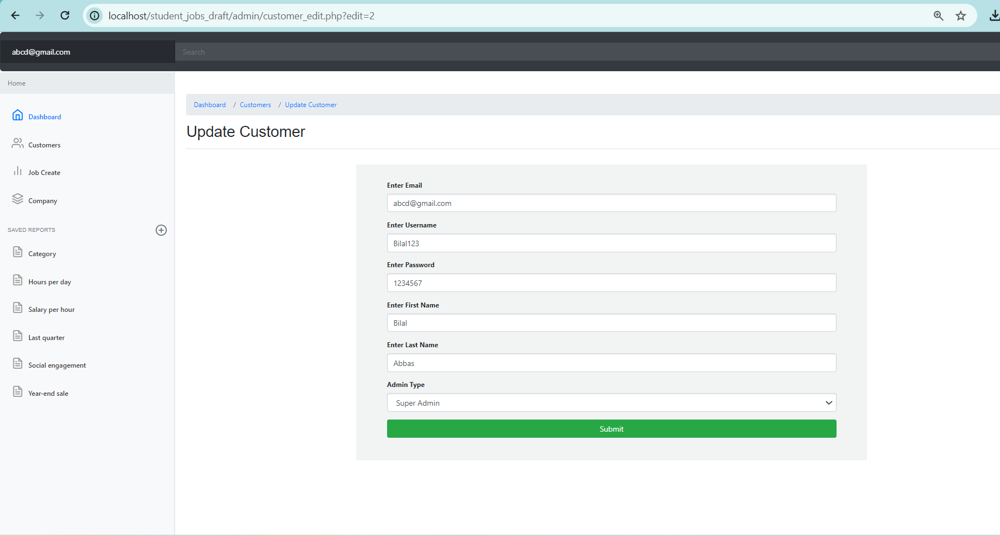 localhost/student_jobs_draft/admin/customer_edit.php?edit=2
abcd@gmail.com
Search
Home
Dashboard
Customers
Job Create
Company
SAVED REPORTS
Category
Hours per day
Salary per hour
Last quarter
Social engagement
Year-end sale
Dashboard / Customers / Update Customer
Update Customer
Enter Email
abcd@gmail.com
Enter Username
Bilal123
Enter Password
1234567
Enter First Name
Bilal
Enter Last Name
Abbas
Admin Type
Super Admin
Submit